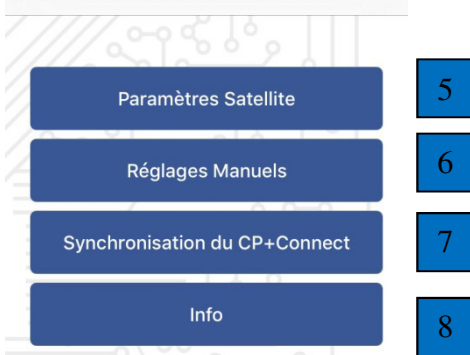 Paramètres Satellite 5
Réglages Manuels 6
Synchronisation du CP+Connect 7
Info 8